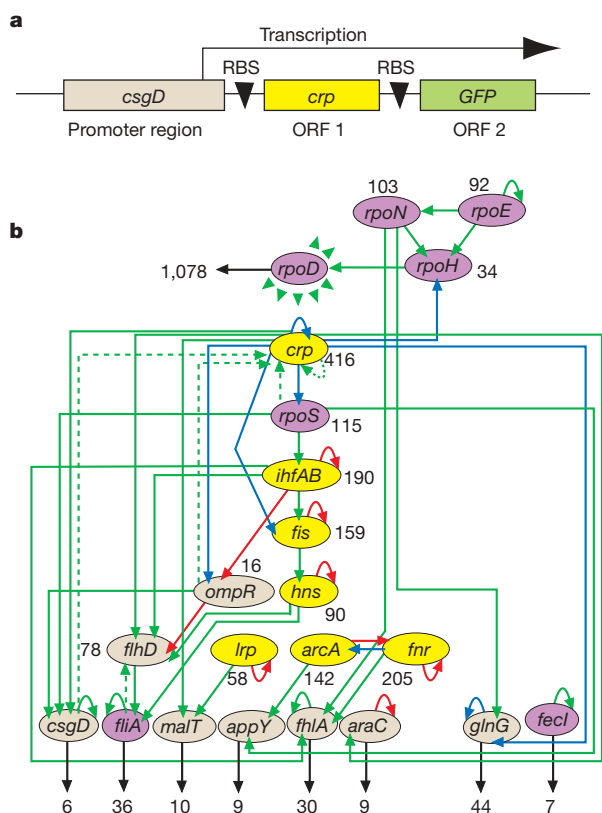 a
Transcription
RBS RBS
csgD crp GFP
Promoter region ORF 1 ORF 2
b
103 92
rpoN rpoE
1,078 rpoD rpoH 34
crp
416
rpoS
115
ihfAB 190
fis 159
16
ompR hns
90
78 flhD lrp arcA fnr
58 142 205
csgD fliA malT appY fhlA araC glnG fecI
6 36 10 9 30 9 44 7